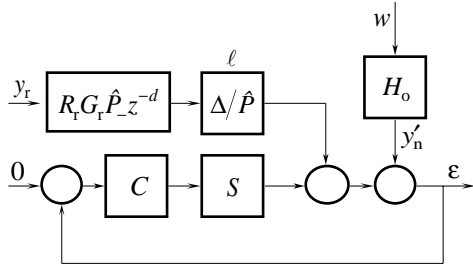 w
ℓ
y_r
R_r G_r P̂_− z^{−d}
Δ/P̂
H_o
y′_n
0
C
S
ε